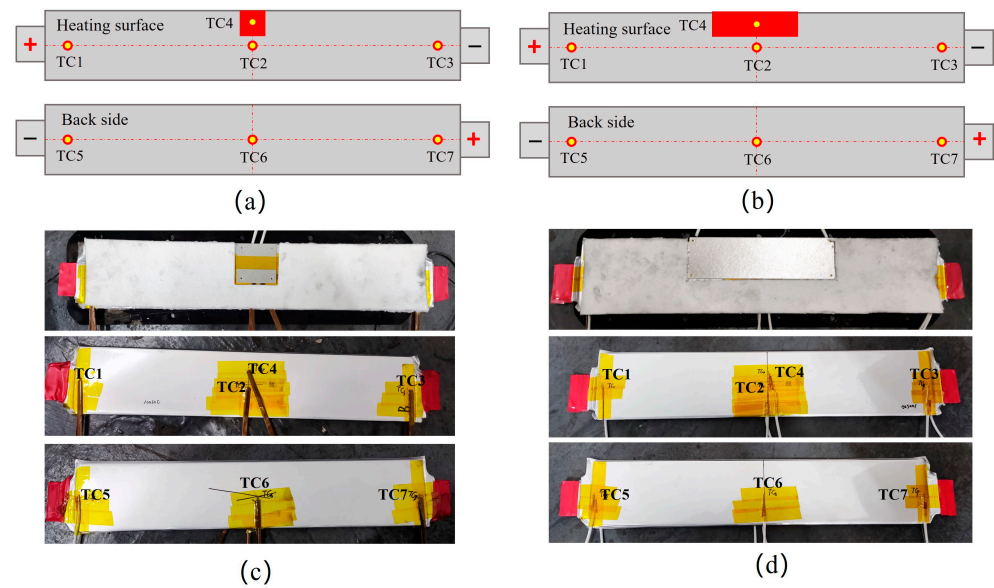 Heating surface
TC4
+
−
TC1
TC2
TC3
Back side
−
+
TC5
TC6
TC7
(a)
Heating surface
TC4
+
−
TC1
TC2
TC3
Back side
−
+
TC5
TC6
TC7
(b)
TC1
TC4
TC2
TC3
TC5
TC6
TC7
(c)
TC1
TC4
TC2
TC3
TC5
TC6
TC7
(d)